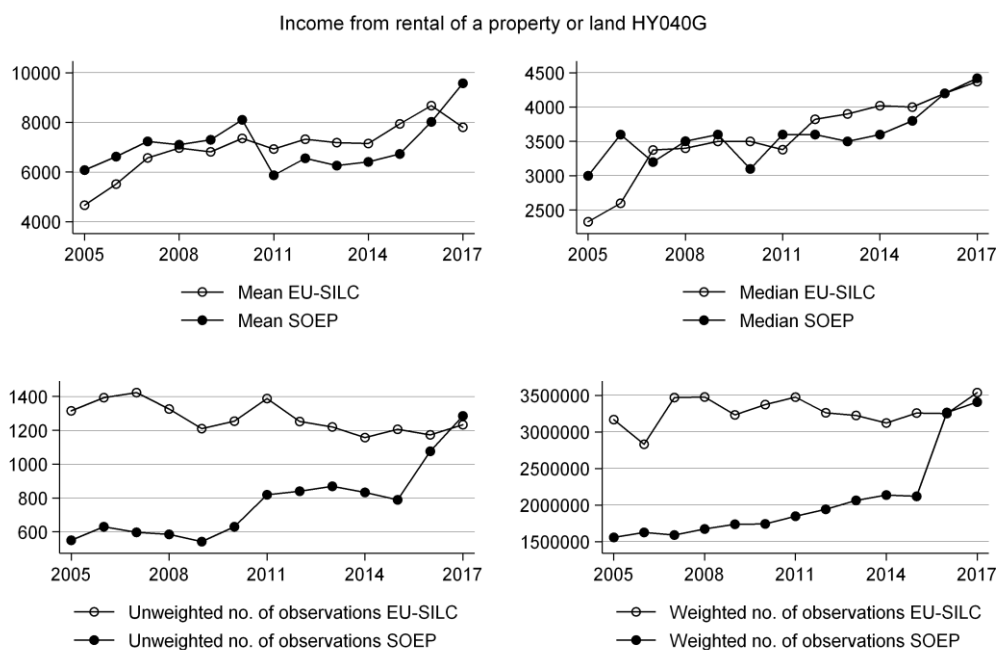 Income from rental of a property or land HY040G
10000
8000
6000
4000
2005 2008 2011 2014 2017
Mean EU-SILC
Mean SOEP
4500
4000
3500
3000
2500
2005 2008 2011 2014 2017
Median EU-SILC
Median SOEP
1400
1200
1000
800
600
2005 2008 2011 2014 2017
Unweighted no. of observations EU-SILC
Unweighted no. of observations SOEP
3500000
3000000
2500000
2000000
1500000
2005 2008 2011 2014 2017
Weighted no. of observations EU-SILC
Weighted no. of observations SOEP